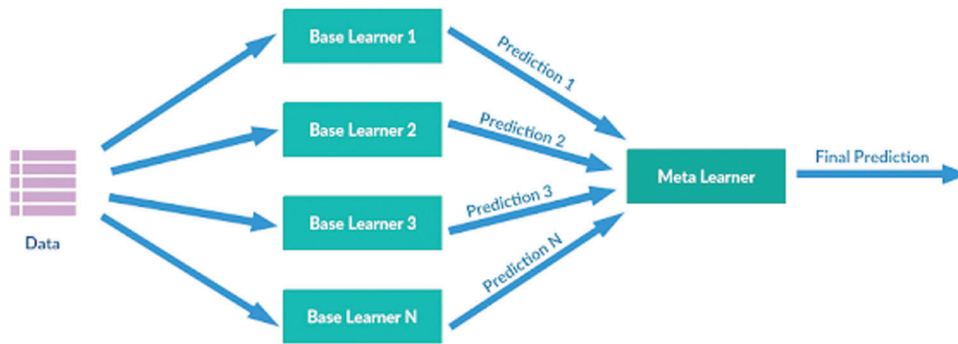 Base Learner 1
Prediction 1
Base Learner 2
Prediction 2
Meta Learner
Final Prediction
Base Learner 3
Prediction 3
Data
Base Learner N
Prediction N